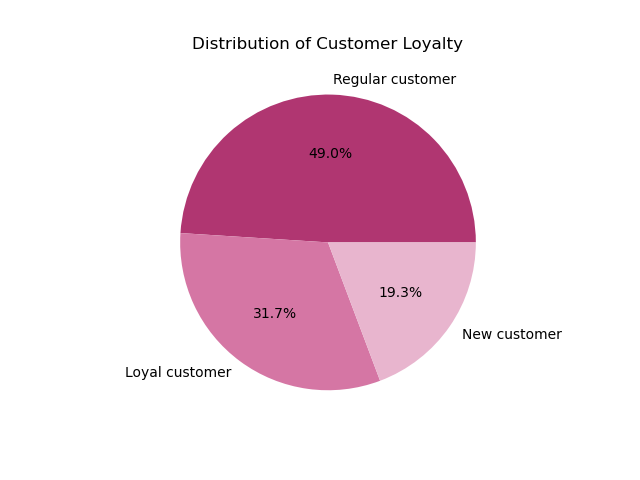 Distribution of Customer Loyalty
Regular customer
49.0%
31.7%
19.3%
New customer
Loyal customer